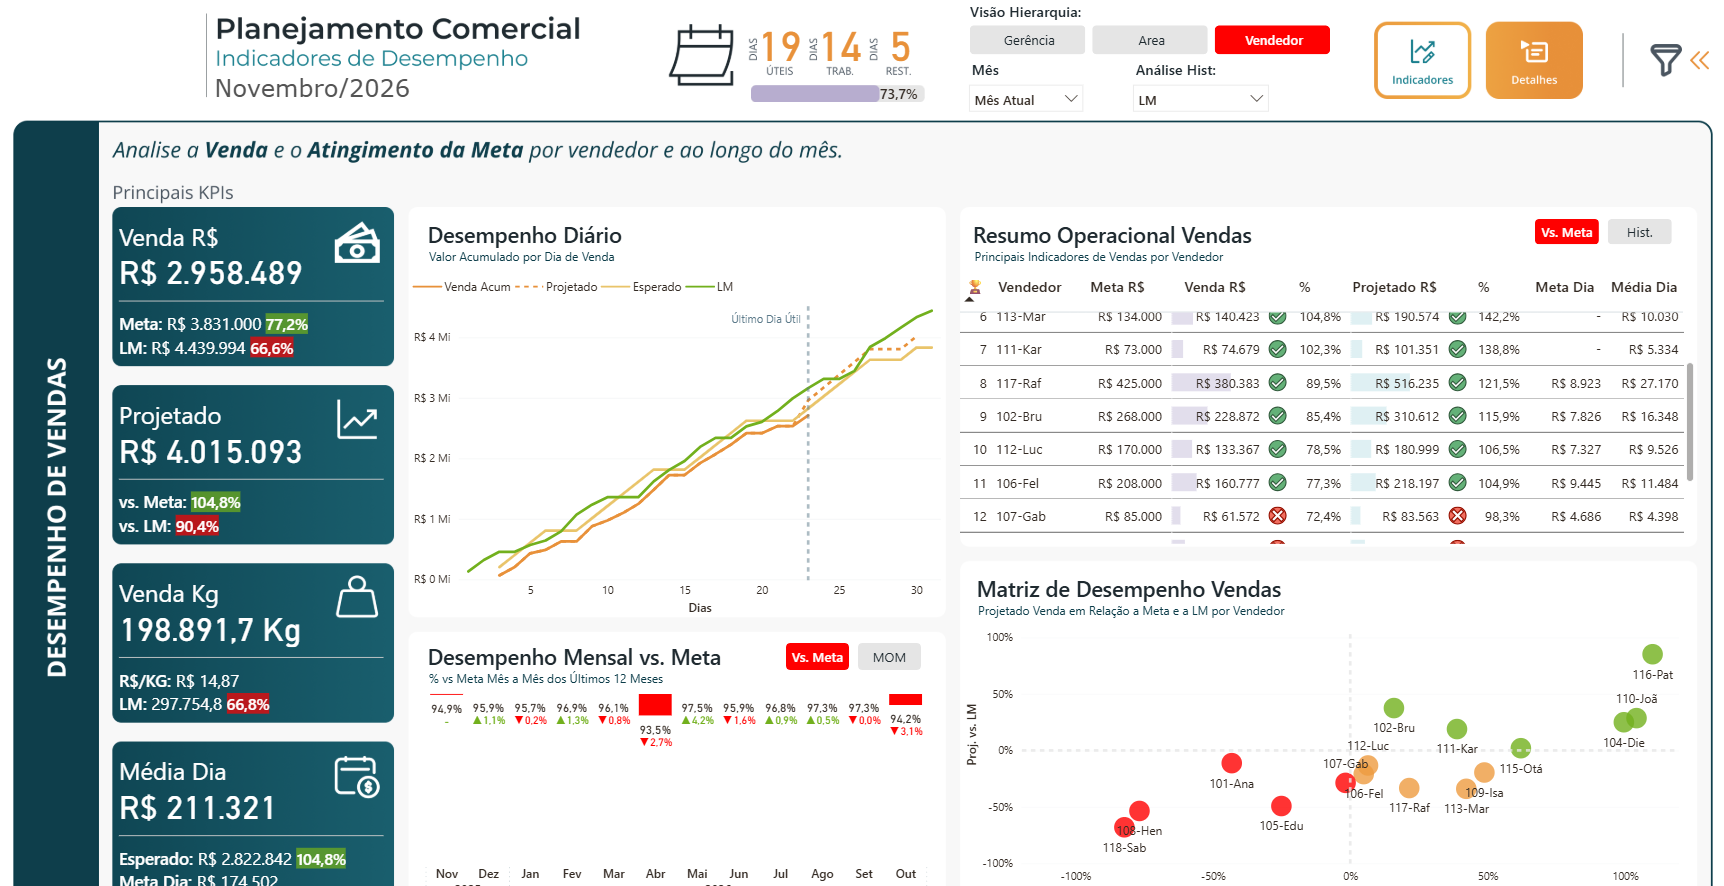 Planejamento Comercial
Indicadores de Desempenho
Novembro/2026
DIAS 19 ÚTEIS
DIAS 14 TRAB.
DIAS 5 REST.
73,7%
Visão Hierarquia:
Gerência Area Vendedor
Mês Análise Hist:
Mês Atual LM
Indicadores
Detalhes
DESEMPENHO DE VENDAS
Analise a Venda e o Atingimento da Meta por vendedor e ao longo do mês.
Principais KPIs
Venda R$
R$ 2.958.489
Meta: R$ 3.831.000 77,2%
LM: R$ 4.439.994 66,6%
Projetado
R$ 4.015.093
vs. Meta: 104,8%
vs. LM: 90,4%
Venda Kg
198.891,7 Kg
R$/KG: R$ 14,87
LM: 297.754,8 66,8%
Média Dia
R$ 211.321
Esperado: R$ 2.822.842 104,8%
Meta Dia: R$ 174.502
Desempenho Diário
Valor Acumulado por Dia de Venda
Venda Acum Projetado Esperado LM
Último Dia Útil
R$ 4 Mi
R$ 3 Mi
R$ 2 Mi
R$ 1 Mi
R$ 0 Mi
5 10 15 20 25 30
Dias
Desempenho Mensal vs. Meta
Vs. Meta MOM
% vs Meta Mês a Mês dos Últimos 12 Meses
94,9% 95,9% 95,7% 96,9% 96,1% 93,5% 97,5% 95,9% 96,8% 97,3% 97,3% 94,2%
- ▲1,1% ▼0,2% ▲1,3% ▼0,8% ▼2,7% ▲4,2% ▼1,6% ▲0,9% ▲0,5% ▼0,0% ▼3,1%
Nov Dez Jan Fev Mar Abr Mai Jun Jul Ago Set Out
Resumo Operacional Vendas
Vs. Meta Hist.
Principais Indicadores de Vendas por Vendedor
Vendedor Meta R$ Venda R$ % Projetado R$ % Meta Dia Média Dia
6 113-Mar R$ 134.000 R$ 140.423 104,8% R$ 190.574 142,2% - R$ 10.030
7 111-Kar R$ 73.000 R$ 74.679 102,3% R$ 101.351 138,8% - R$ 5.334
8 117-Raf R$ 425.000 R$ 380.383 89,5% R$ 516.235 121,5% R$ 8.923 R$ 27.170
9 102-Bru R$ 268.000 R$ 228.872 85,4% R$ 310.612 115,9% R$ 7.826 R$ 16.348
10 112-Luc R$ 170.000 R$ 133.367 78,5% R$ 180.999 106,5% R$ 7.327 R$ 9.526
11 106-Fel R$ 208.000 R$ 160.777 77,3% R$ 218.197 104,9% R$ 9.445 R$ 11.484
12 107-Gab R$ 85.000 R$ 61.572 72,4% R$ 83.563 98,3% R$ 4.686 R$ 4.398
Matriz de Desempenho Vendas
Projetado Venda em Relação a Meta e a LM por Vendedor
Proj. vs. LM
100%
50%
0%
-50%
-100%
116-Pat
110-Joã
104-Die
102-Bru
112-Luc
111-Kar
107-Gab
115-Otá
101-Ana
106-Fel
109-Isa
117-Raf
113-Mar
105-Edu
108-Hen
118-Sab
-100% -50% 0% 50% 100%